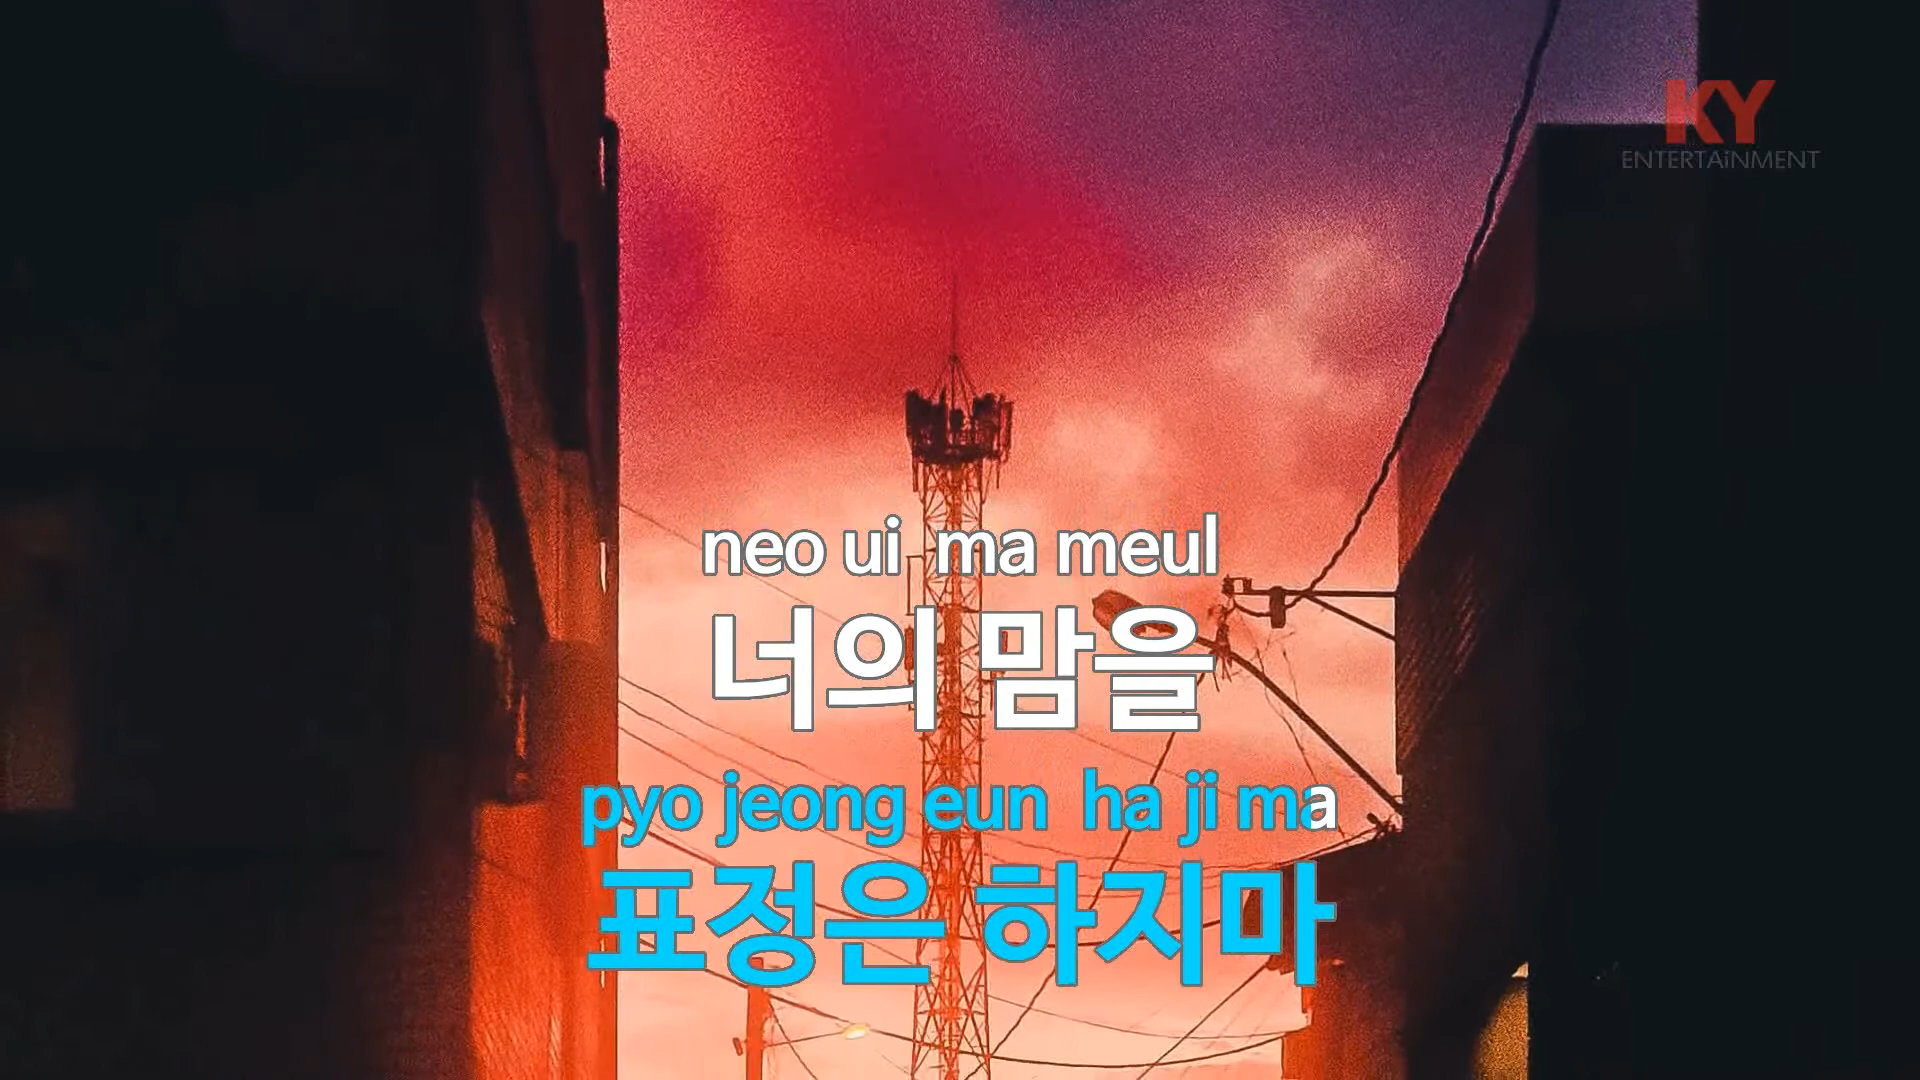 KY
ENTERTAiNMENT
neo ui ma meul
너의 맘을
pyo jeong eun ha ji ma
표정은 하지마